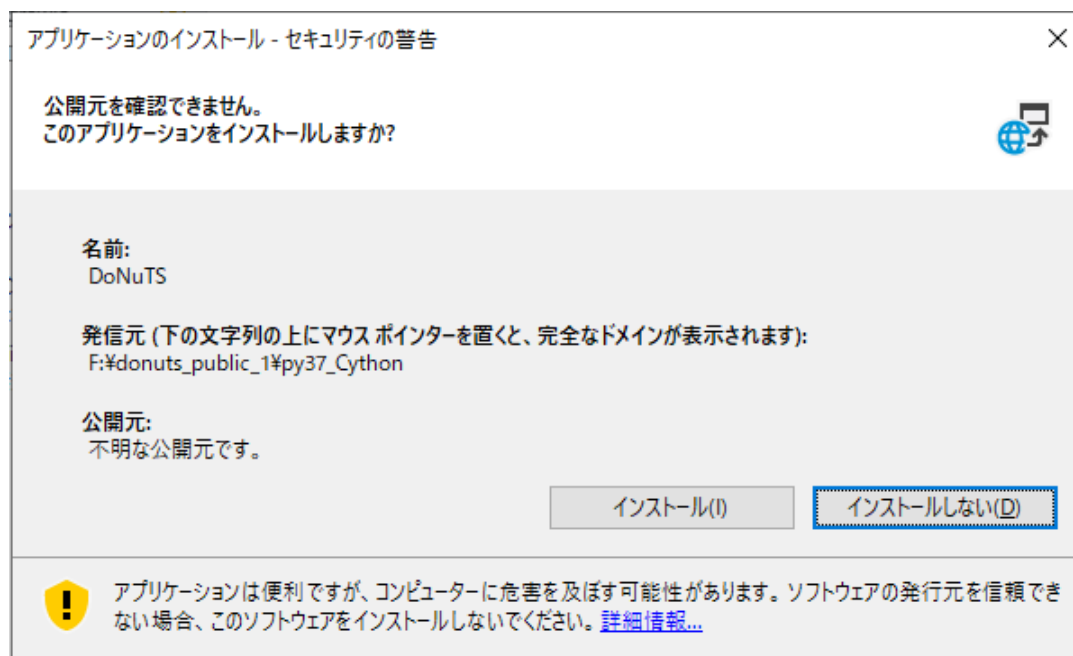 アプリケーションのインストール - セキュリティの警告
公開元を確認できません。
このアプリケーションをインストールしますか?
名前:
DoNuTS
発信元 (下の文字列の上にマウス ポインターを置くと、完全なドメインが表示されます):
F:¥donuts_public_1¥py37_Cython
公開元:
不明な公開元です。
インストール(I)
インストールしない(D)
アプリケーションは便利ですが、コンピューターに危害を及ぼす可能性があります。ソフトウェアの発行元を信頼でき
ない場合、このソフトウェアをインストールしないでください。詳細情報...